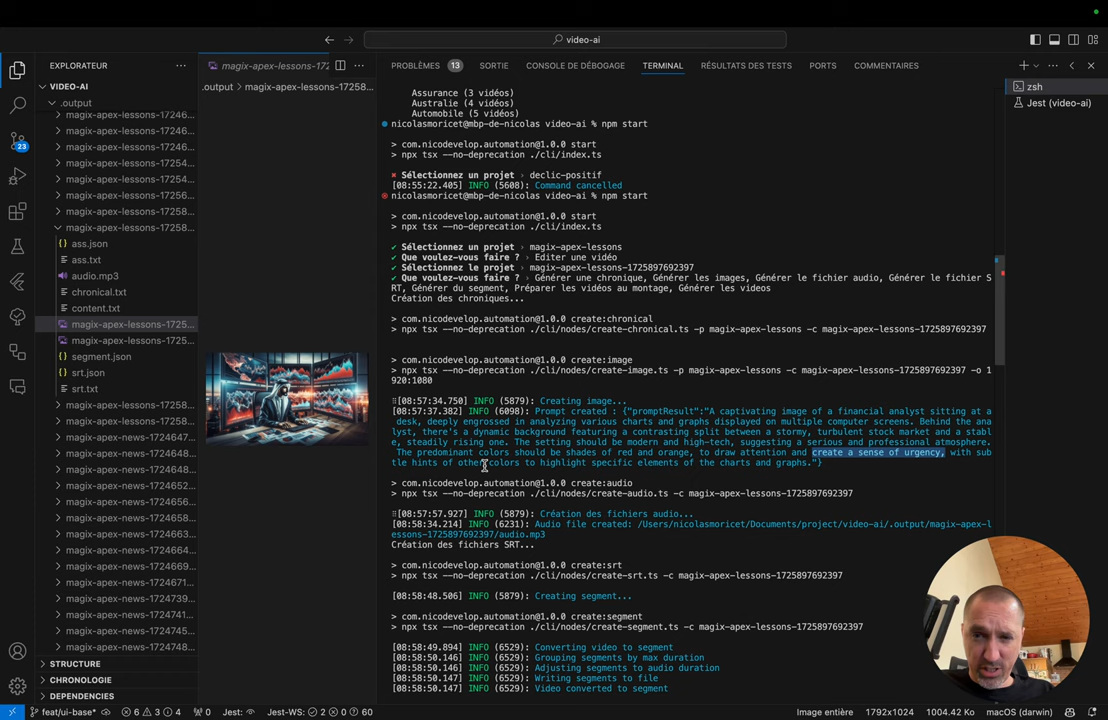 video-ai
EXPLORATEUR
VIDEO-AI
.output
magix-apex-lessons-17246...
magix-apex-lessons-17246...
magix-apex-lessons-17246...
magix-apex-lessons-17254...
magix-apex-lessons-17254...
magix-apex-lessons-17256...
magix-apex-lessons-17258...
magix-apex-lessons-17258...
ass.json
ass.txt
audio.mp3
chronical.txt
content.txt
magix-apex-lessons-1725...
magix-apex-lessons-1725...
segment.json
srt.json
srt.txt
magix-apex-lessons-17258...
magix-apex-lessons-17258...
magix-apex-news-1724647...
magix-apex-news-1724648...
magix-apex-news-1724652...
magix-apex-news-1724656...
magix-apex-news-1724658...
magix-apex-news-1724663...
magix-apex-news-1724664...
magix-apex-news-1724669...
magix-apex-news-1724671...
magix-apex-news-1724739...
magix-apex-news-1724741...
magix-apex-news-1724745...
magix-apex-news-1724748...
STRUCTURE
CHRONOLOGIE
DEPENDENCIES
23
magix-apex-lessons-172...
.output > magix-apex-lessons-17258...
PROBLÈMES 13 SORTIE CONSOLE DE DÉBOGAGE TERMINAL RÉSULTATS DES TESTS PORTS COMMENTAIRES
Assurance (3 vidéos)
Australie (4 vidéos)
Automobile (5 vidéos)
nicolasmoricet@mbp-de-nicolas video-ai % npm start
> com.nicodevelop.automation@1.0.0 start
> npx tsx --no-deprecation ./cli/index.ts
✖ Sélectionnez un projet › declic-positif
[08:55:22.405] INFO (5608): Command cancelled
nicolasmoricet@mbp-de-nicolas video-ai % npm start
> com.nicodevelop.automation@1.0.0 start
> npx tsx --no-deprecation ./cli/index.ts
✔ Sélectionnez un projet › magix-apex-lessons
✔ Que voulez-vous faire ? › Editer une vidéo
✔ Sélectionnez le projet › magix-apex-lessons-1725897692397
✔ Que voulez-vous faire ? › Générer une chronique, Générer les images, Générer le fichier audio, Générer le fichier S
RT, Générer du segment, Préparer les vidéos au montage, Générer les videos
Création des chroniques...
> com.nicodevelop.automation@1.0.0 create:chronical
> npx tsx --no-deprecation ./cli/nodes/create-chronical.ts -p magix-apex-lessons -c magix-apex-lessons-1725897692397
> com.nicodevelop.automation@1.0.0 create:image
> npx tsx --no-deprecation ./cli/nodes/create-image.ts -p magix-apex-lessons -c magix-apex-lessons-1725897692397 -o 1
920:1080
[08:57:34.750] INFO (5879): Creating image...
[08:57:37.382] INFO (6098): Prompt created : {"promptResult":"A captivating image of a financial analyst sitting at a
desk, deeply engrossed in analyzing various charts and graphs displayed on multiple computer screens. Behind the ana
lyst, there's a dynamic background featuring a contrasting split between a stormy, turbulent stock market and a stabl
e, steadily rising one. The setting should be modern and high-tech, suggesting a serious and professional atmosphere.
The predominant colors should be shades of red and orange, to draw attention and create a sense of urgency, with sub
tle hints of other colors to highlight specific elements of the charts and graphs."}
> com.nicodevelop.automation@1.0.0 create:audio
> npx tsx --no-deprecation ./cli/nodes/create-audio.ts -c magix-apex-lessons-1725897692397
[08:57:57.927] INFO (5879): Création des fichiers audio...
[08:58:34.214] INFO (6231): Audio file created: /Users/nicolasmoricet/Documents/project/video-ai/.output/magix-apex-l
essons-1725897692397/audio.mp3
Création des fichiers SRT...
> com.nicodevelop.automation@1.0.0 create:srt
> npx tsx --no-deprecation ./cli/nodes/create-srt.ts -c magix-apex-lessons-1725897692397
[08:58:48.506] INFO (5879): Creating segment...
> com.nicodevelop.automation@1.0.0 create:segment
> npx tsx --no-deprecation ./cli/nodes/create-segment.ts -c magix-apex-lessons-1725897692397
[08:58:49.894] INFO (6529): Converting video to segment
[08:58:50.146] INFO (6529): Grouping segments by max duration
[08:58:50.146] INFO (6529): Adjusting segments to audio duration
[08:58:50.147] INFO (6529): Writing segments to file
[08:58:50.147] INFO (6529): Video converted to segment
zsh
Jest (video-ai)
feat/ui-base* 6 3 4 0 Jest: Jest-WS: 2 0 60 Image entière 1792x1024 1004.42 Ko macOS (darwin)